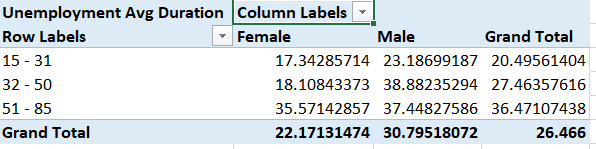 Unemployment Avg Duration Column Labels
Row Labels Female Male Grand Total
15 - 31 17.34285714 23.18699187 20.49561404
32 - 50 18.10843373 38.88235294 27.46357616
51 - 85 35.57142857 37.44827586 36.47107438
Grand Total 22.17131474 30.79518072 26.466